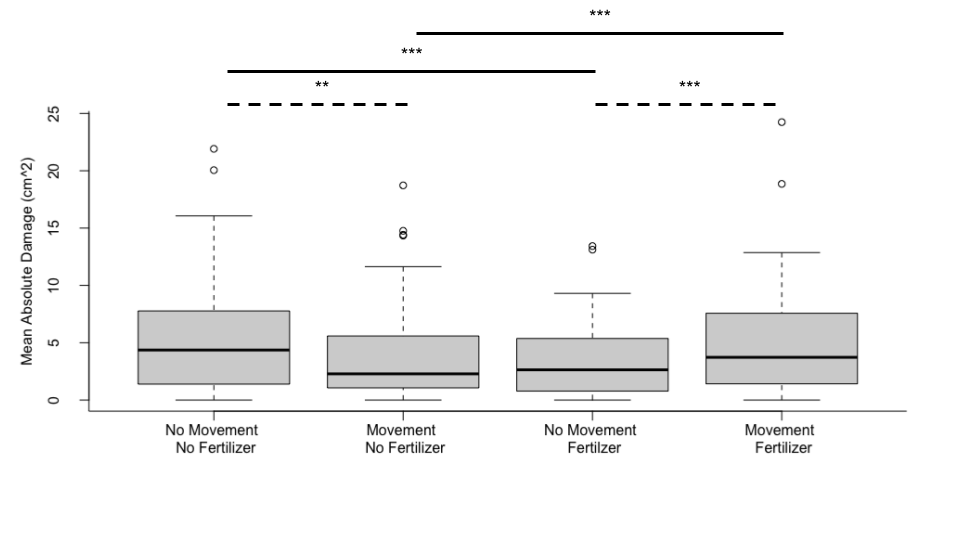 ***
***
**
***
25
20
15
10
5
0
Mean Absolute Damage (cm^2)
No Movement
No Fertilizer
Movement
No Fertilizer
No Movement
Fertilzer
Movement
Fertilizer